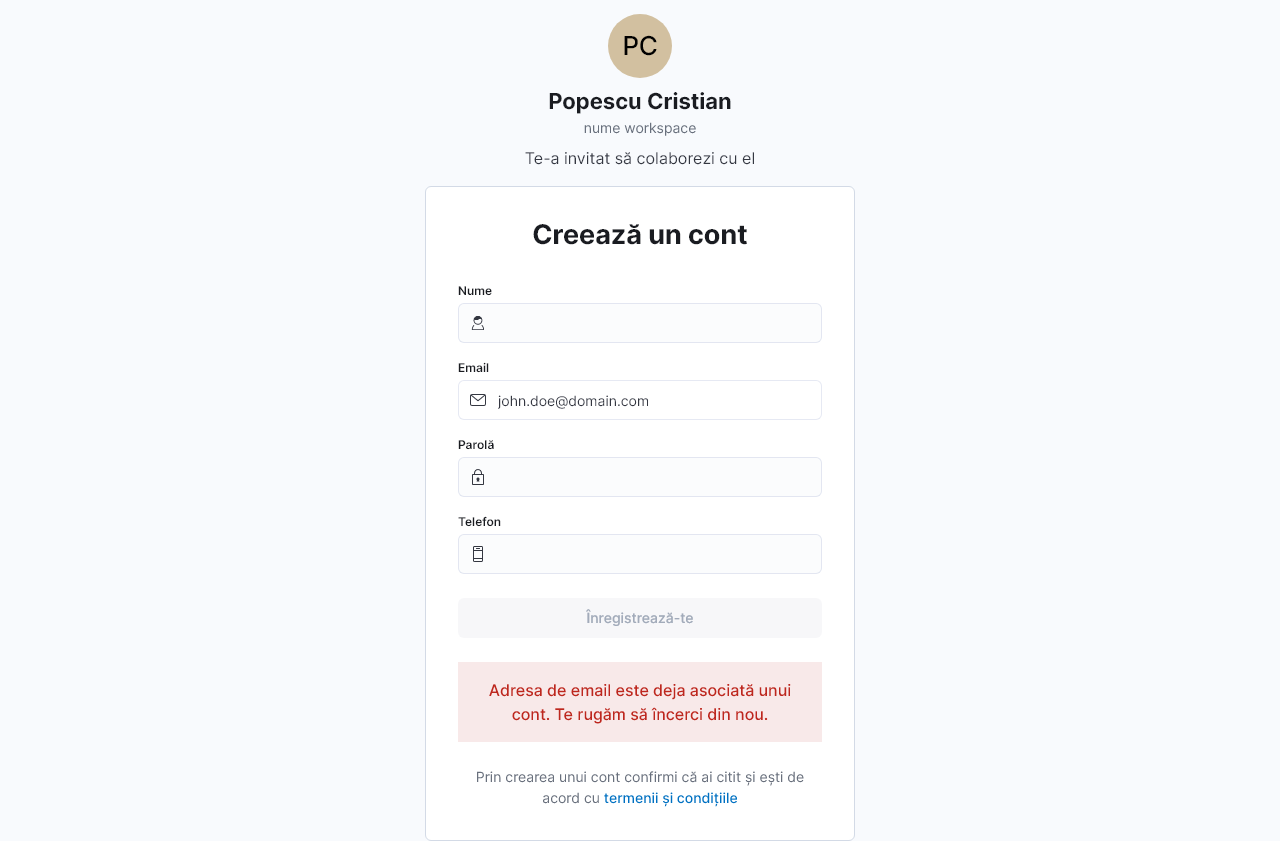 PC
Popescu Cristian
nume workspace
Te-a invitat să colaborezi cu el
Creează un cont
Nume
Email
john.doe@domain.com
Parolă
Telefon
Înregistrează-te
Adresa de email este deja asociată unui
cont. Te rugăm să încerci din nou.
Prin crearea unui cont confirmi că ai citit și ești de
acord cu termenii și condițiile